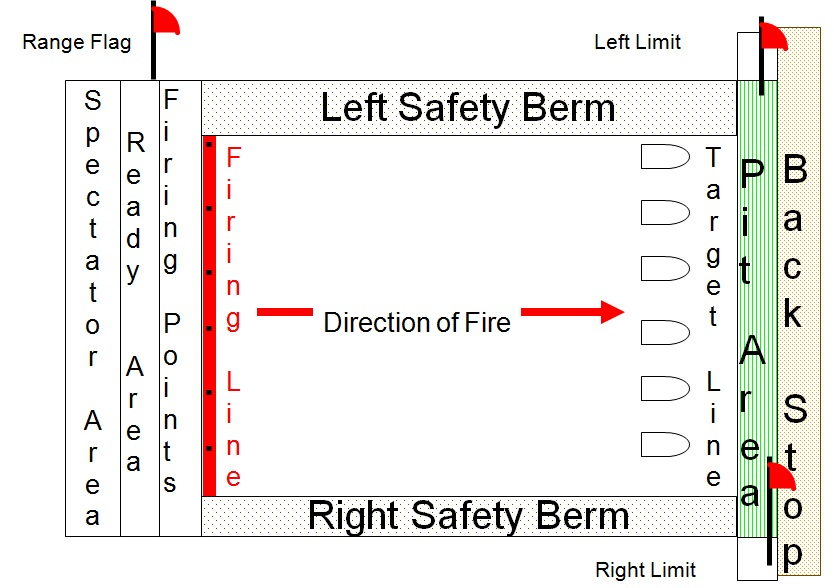 Range Flag
Left Limit
Spectator Area
Ready Area
Firing Points
Left Safety Berm
Firing Line
Direction of Fire
Target Line
Pit Area
Back Stop
Right Safety Berm
Right Limit